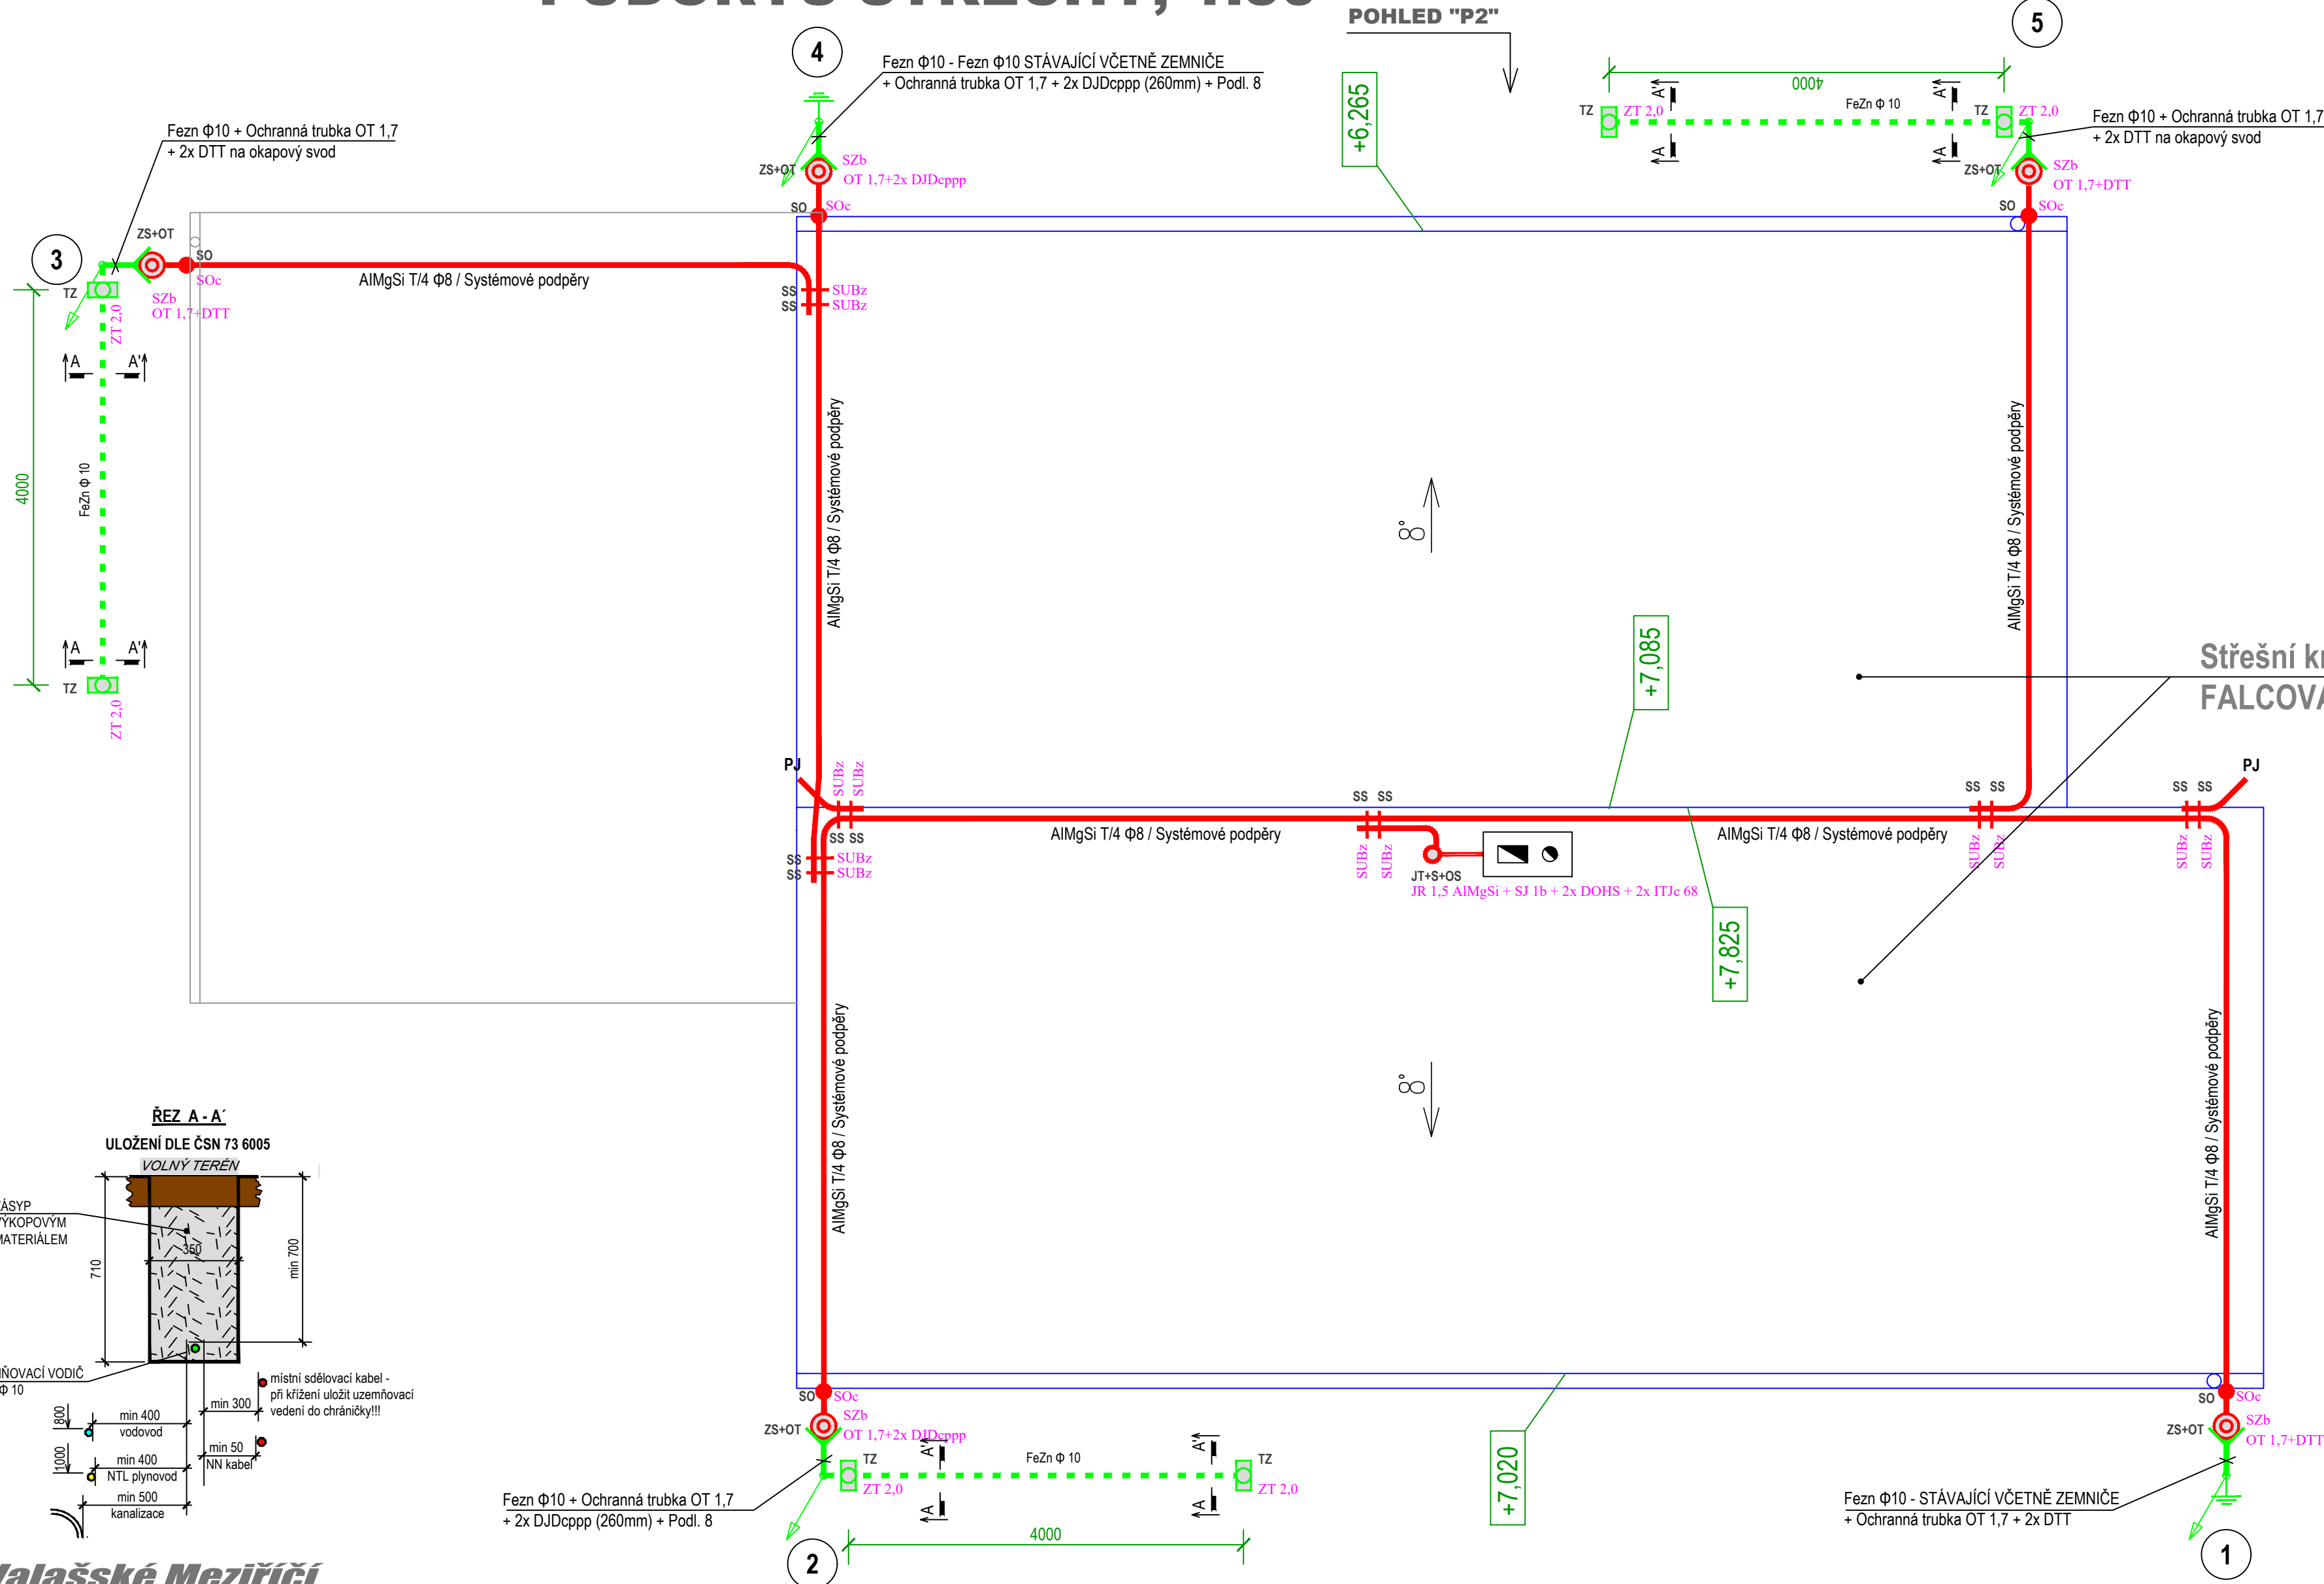 POHLED "P2"
4
5
Fezn Φ10 - Fezn Φ10 STÁVAJÍCÍ VČETNĚ ZEMNIČE
+ Ochranná trubka OT 1,7 + 2x DJDcppp (260mm) + Podl. 8
4000
+6,265
A'
A'
FeZn Φ 10
TZ
ZT 2,0
TZ
ZT 2,0
A
A
Fezn Φ10 + Ochranná trubka OT 1,7
+ 2x DTT na okapový svod
Fezn Φ10 + Ochranná trubka OT 1,7
+ 2x DTT na okapový svod
ZS+OT
SZb
OT 1,7+2x DJDcppp
SO
SOc
ZS+OT
SZb
OT 1,7+DTT
SO
SOc
3
ZS+OT
SO
SOc
TZ
SZb
OT 1,7+DTT
ZT 2,0
AlMgSi T/4 Φ8 / Systémové podpěry
SS
SUBz
SS
SUBz
A
A'
4000
FeZn Φ 10
A
A'
TZ
ZT 2,0
AlMgSi T/4 Φ8 / Systémové podpěry
8°
AlMgSi T/4 Φ8 / Systémové podpěry
+7,085
Střešní
FALCOVA
PJ
SUBz
SUBz
SS SS
SS
SUBz
SS
SUBz
AlMgSi T/4 Φ8 / Systémové podpěry
SS SS
SUBz
SUBz
JT+S+OS
JR 1,5 AlMgSi + SJ 1b + 2x DOHS + 2x ITJc 68
AlMgSi T/4 Φ8 / Systémové podpěry
SS SS
SUBz
SUBz
SS SS
SUBz
SUBz
PJ
+7,825
AlMgSi T/4 Φ8 / Systémové podpěry
8°
AlMgSi T/4 Φ8 / Systémové podpěry
ŘEZ A - A´
ULOŽENÍ DLE ČSN 73 6005
VOLNÝ TERÉN
ÁSYP
ÝKOPOVÝM
MATERIÁLEM
350
710
min 700
ŇOVACÍ VODIČ
Φ 10
místní sdělovací kabel -
při křížení uložit uzemňovací
vedení do chráničky!!!
min 300
800
min 400
vodovod
min 50
NN kabel
1000
min 400
NTL plynovod
min 500
kanalizace
SO
SOc
ZS+OT
SZb
OT 1,7+2x DJDcppp
A'
A'
TZ
ZT 2,0
FeZn Φ 10
TZ
ZT 2,0
A
A
Fezn Φ10 + Ochranná trubka OT 1,7
+ 2x DJDcppp (260mm) + Podl. 8
4000
2
+7,020
SO
SOc
ZS+OT
SZb
OT 1,7+DTT
Fezn Φ10 - STÁVAJÍCÍ VČETNĚ ZEMNIČE
+ Ochranná trubka OT 1,7 + 2x DTT
1
Valašské Meziříčí